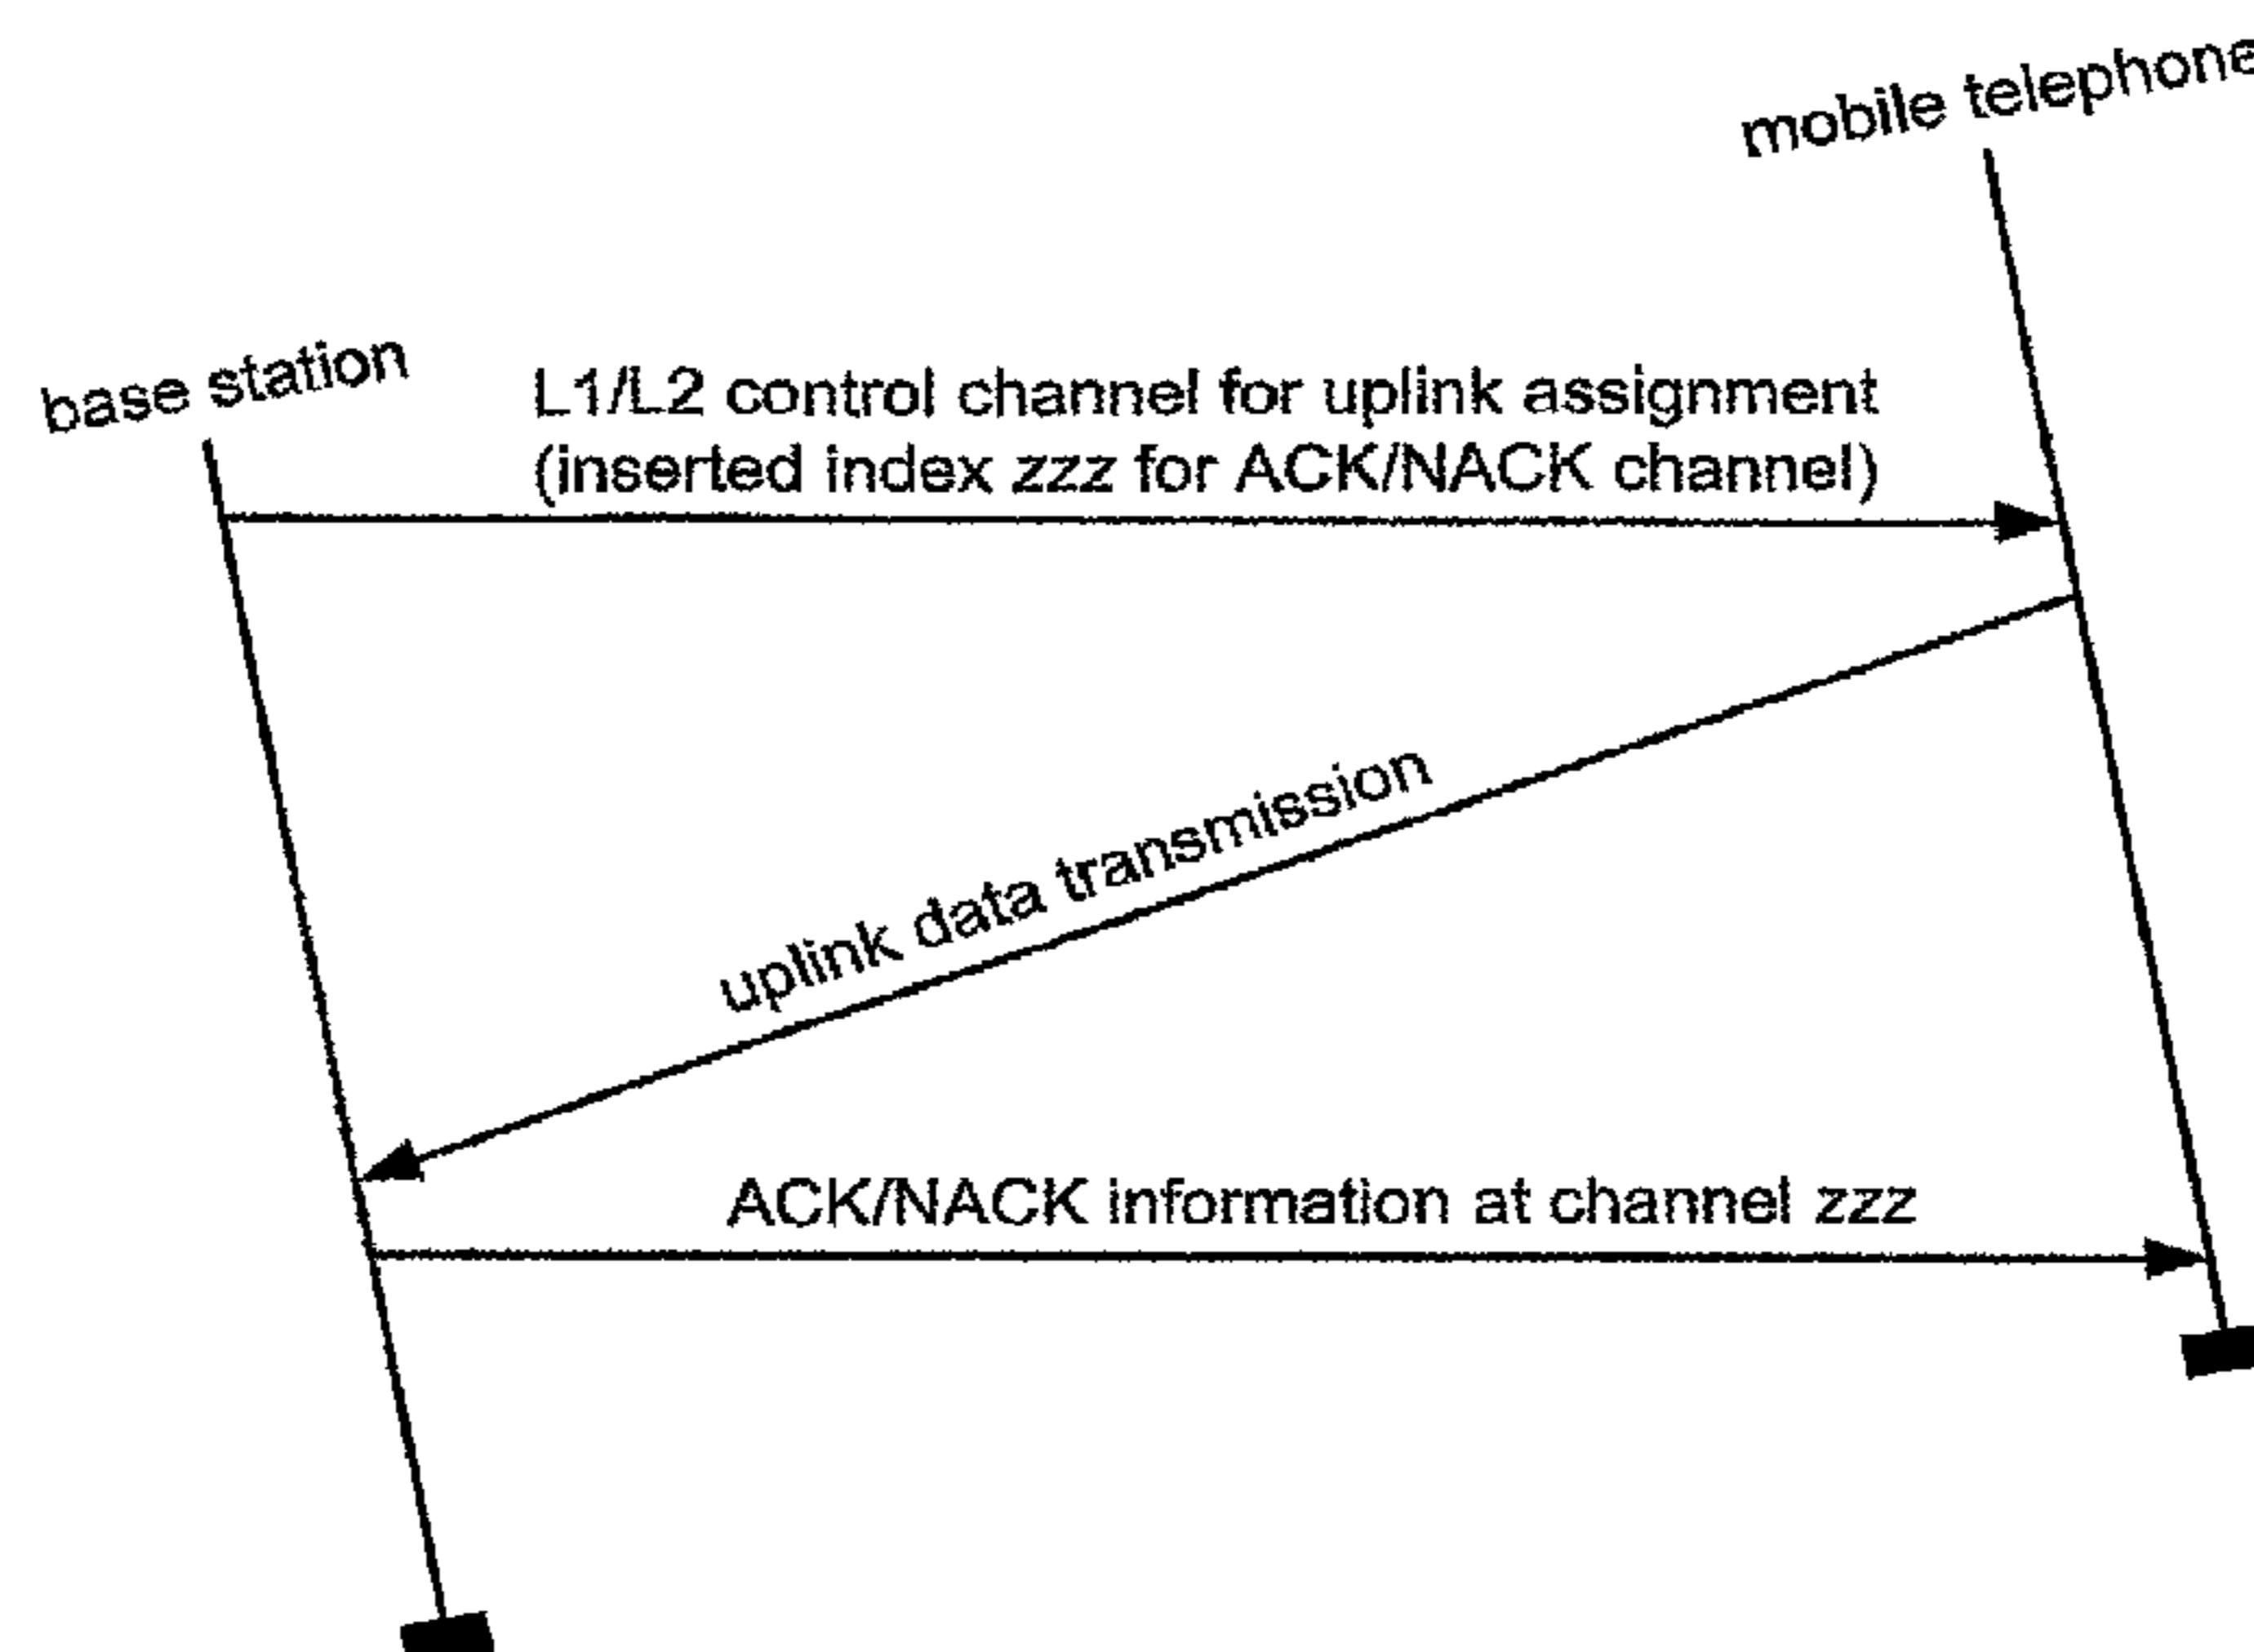 mobile telephone
base station
L1/L2 control channel for uplink assignment
(inserted index zzz for ACK/NACK channel)
uplink data transmission
ACK/NACK information at channel zzz